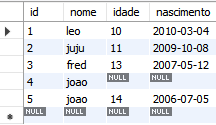 id nome idade nascimento
1 leo 10 2010-03-04
2 juju 11 2009-10-08
3 fred 13 2007-05-12
4 joao NULL NULL
5 joao 14 2006-07-05
NULL NULL NULL NULL